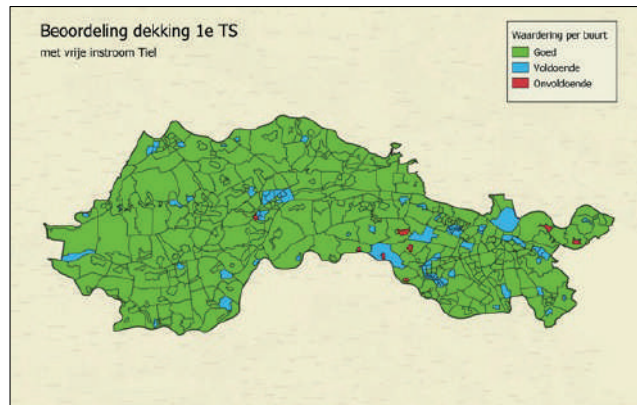 Beoordeling dekking 1e TS
met vrije instroom Tiel
Waardering per buurt
Goed
Voldoende
Onvoldoende